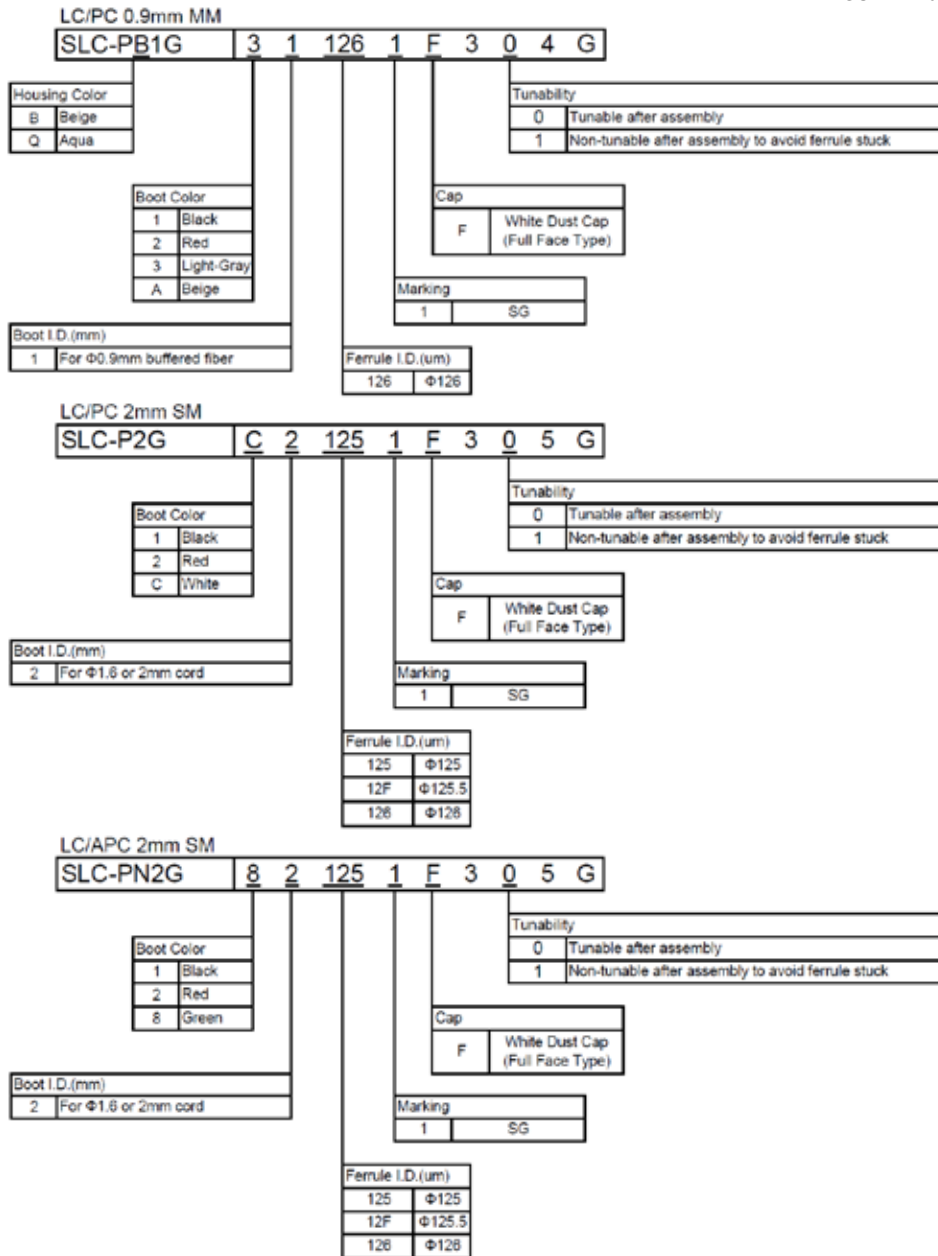 LC/PC 0.9mm MM
SLC-PB1G 3 1 126 1 F 3 0 4 G
Housing Color
B Beige
Q Aqua
Tunability
0 Tunable after assembly
1 Non-tunable after assembly to avoid ferrule stuck
Boot Color
1 Black
2 Red
3 Light-Gray
A Beige
Cap
F White Dust Cap
(Full Face Type)
Marking
1 SG
Boot I.D.(mm)
1 For Φ0.9mm buffered fiber
Ferrule I.D.(um)
126 Φ126
LC/PC 2mm SM
SLC-P2G C 2 125 1 F 3 0 5 G
Tunability
0 Tunable after assembly
1 Non-tunable after assembly to avoid ferrule stuck
Boot Color
1 Black
2 Red
C White
Cap
F White Dust Cap
(Full Face Type)
Boot I.D.(mm)
2 For Φ1.6 or 2mm cord
Marking
1 SG
Ferrule I.D.(um)
125 Φ125
12F Φ125.5
126 Φ126
LC/APC 2mm SM
SLC-PN2G 8 2 125 1 F 3 0 5 G
Tunability
0 Tunable after assembly
1 Non-tunable after assembly to avoid ferrule stuck
Boot Color
1 Black
2 Red
8 Green
Cap
F White Dust Cap
(Full Face Type)
Boot I.D.(mm)
2 For Φ1.6 or 2mm cord
Marking
1 SG
Ferrule I.D.(um)
125 Φ125
12F Φ125.5
126 Φ126